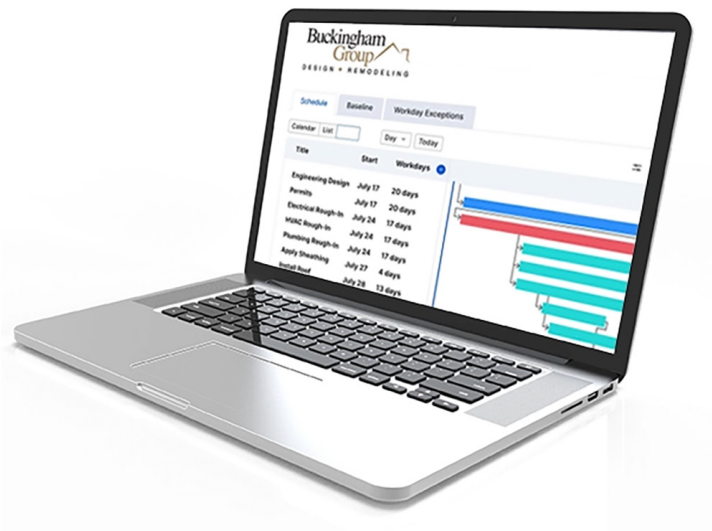 Buckingham
Group
DESIGN + REMODELING
Schedule Baseline Workday Exceptions
Calendar List Day Today
Title Start Workdays
Engineering Design July 17 20 days
Permits July 17 20 days
Electrical Rough-In July 24 17 days
HVAC Rough-In July 24 17 days
Plumbing Rough-In July 24 17 days
Apply Sheathing July 27 4 days
Install Roof July 28 13 days